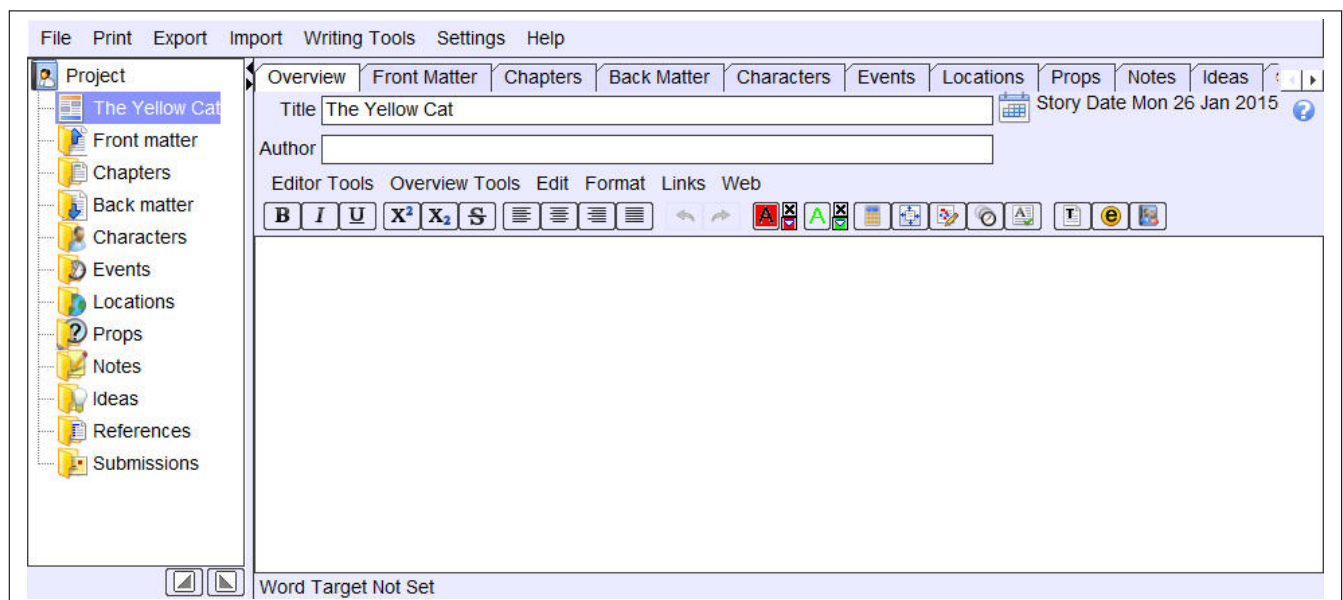 File Print Export Import Writing Tools Settings Help
Project
The Yellow Cat
Front matter
Chapters
Back matter
Characters
Events
Locations
Props
Notes
Ideas
References
Submissions
Overview Front Matter Chapters Back Matter Characters Events Locations Props Notes Ideas
Title The Yellow Cat Story Date Mon 26 Jan 2015
Author
Editor Tools Overview Tools Edit Format Links Web
B I U X² X₂ S A A T e
Word Target Not Set